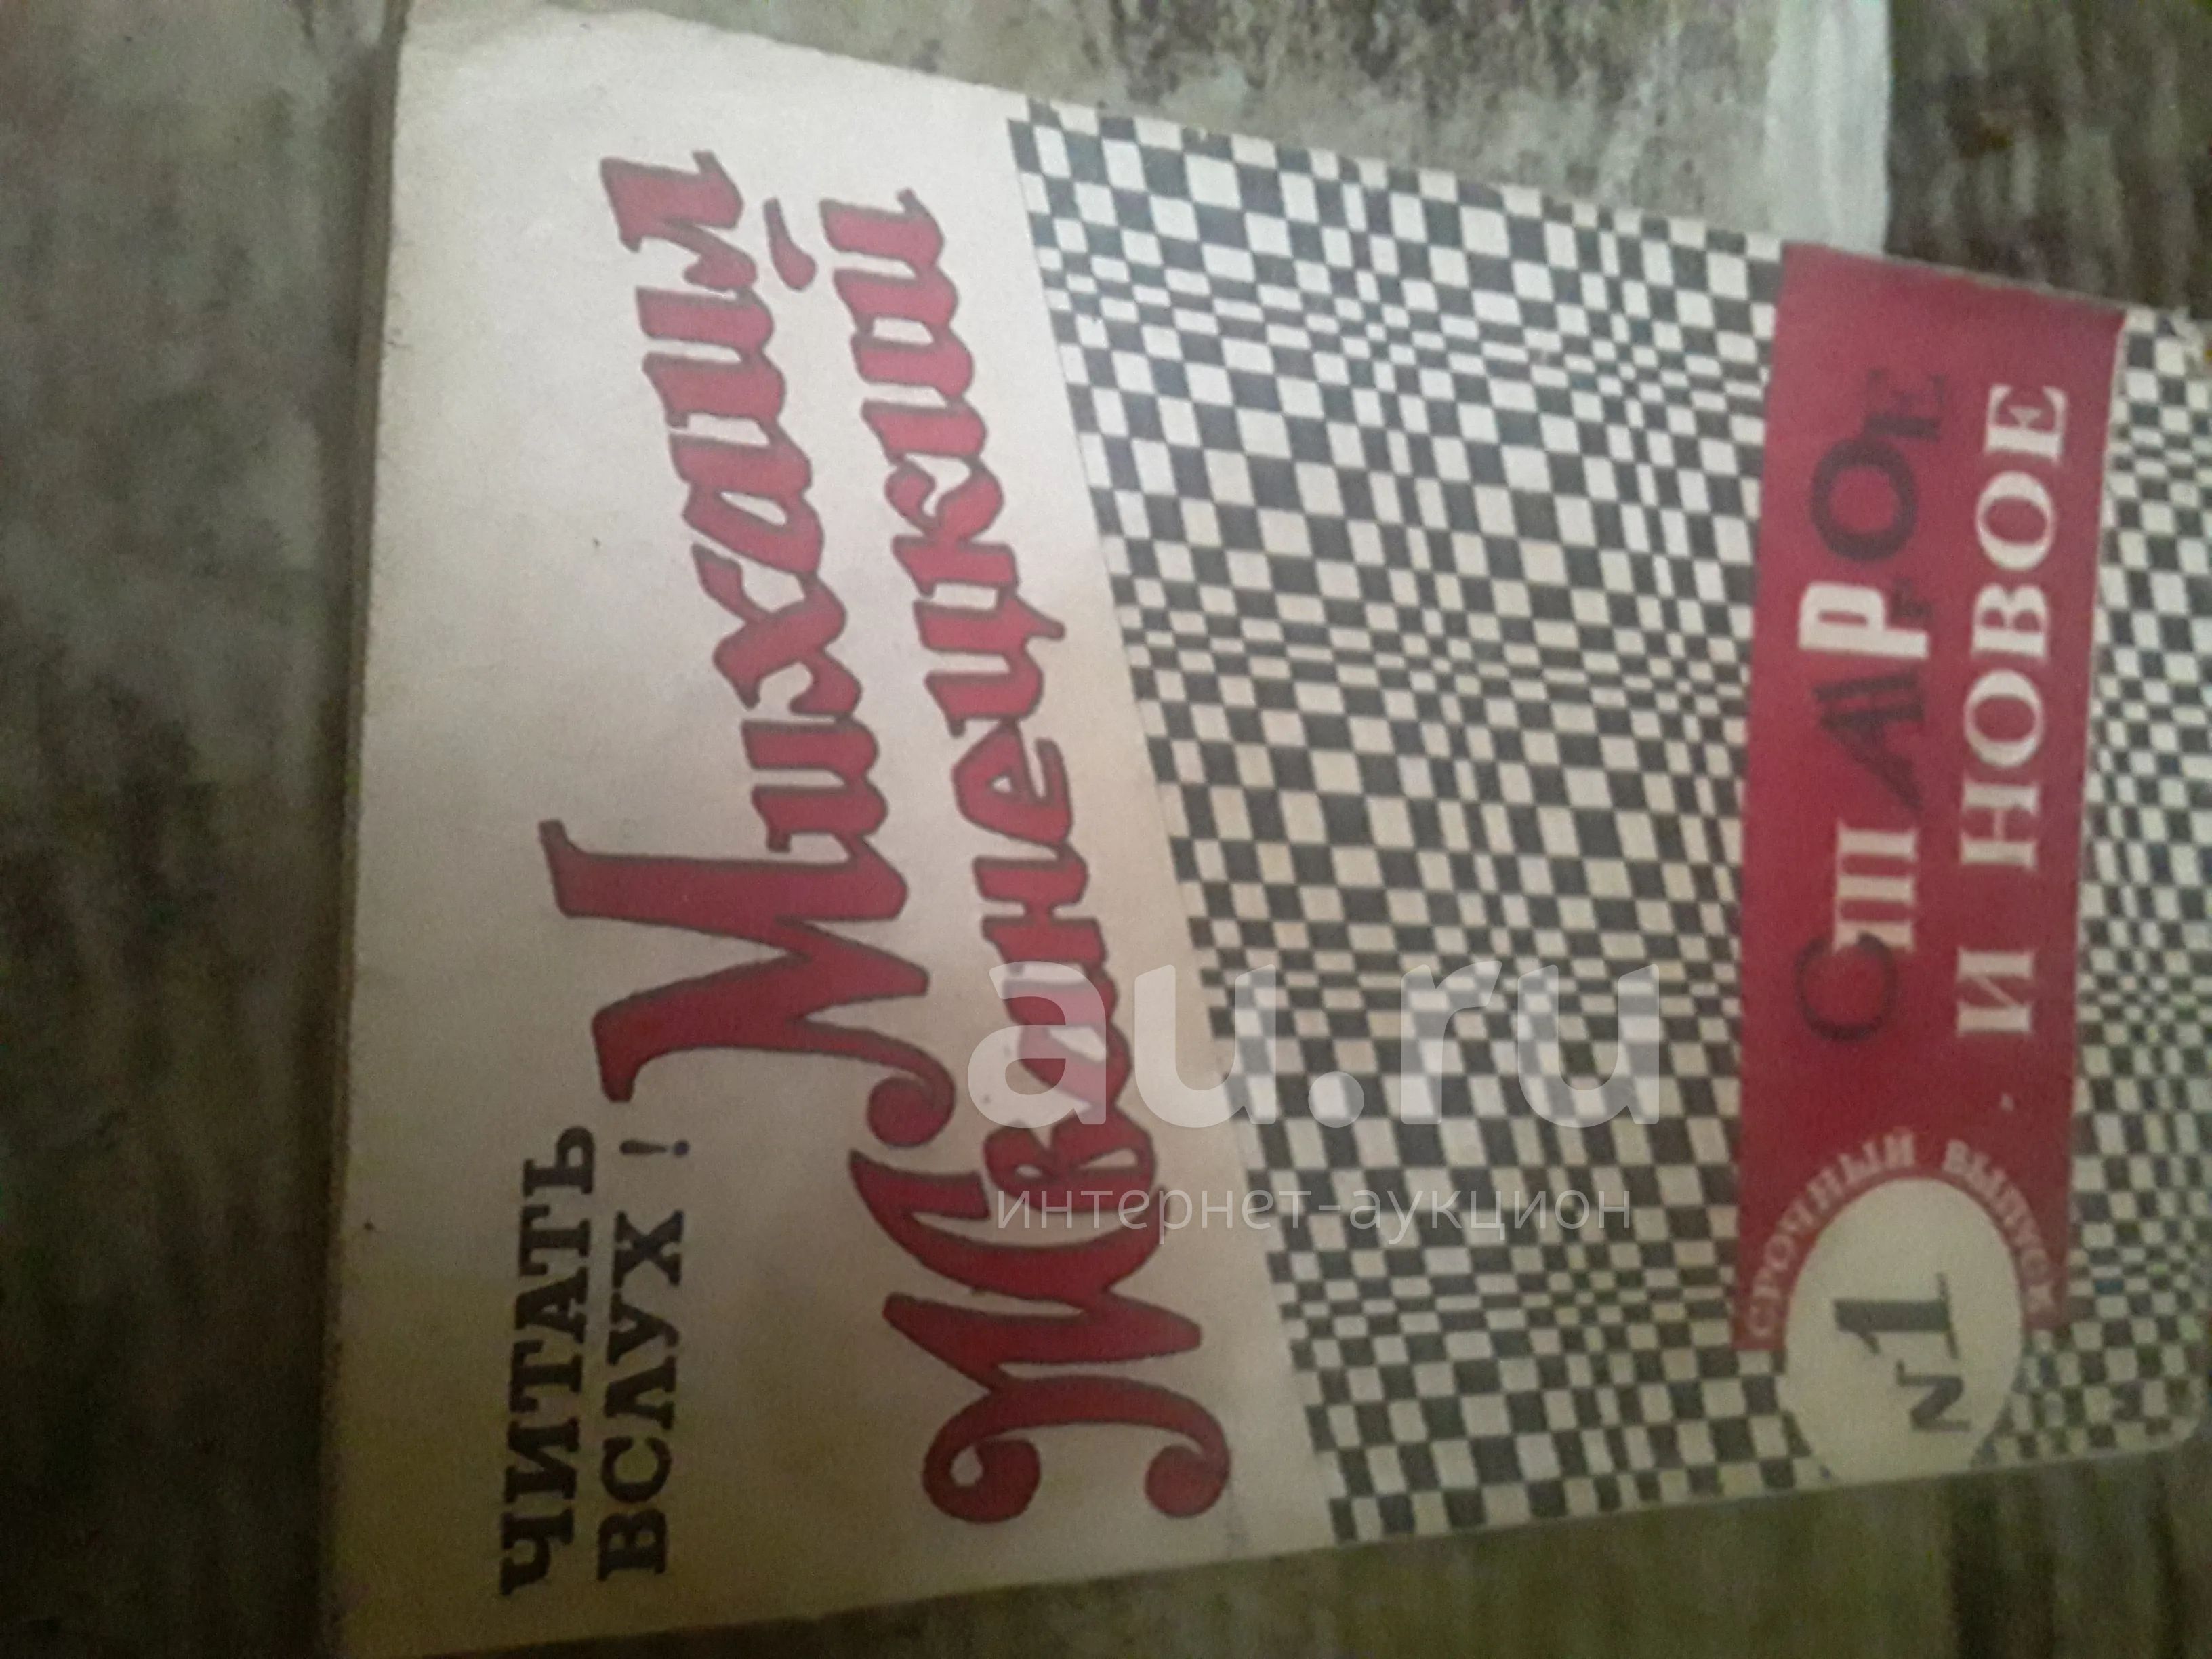 ЧИТАТЬ
ВСЛУХ!
Михаил
Жванецкий
СТАРОЕ
И НОВОЕ
СРОЧНЫЙ ВЫПУСК
№1
au.ru
интернет-аукцион